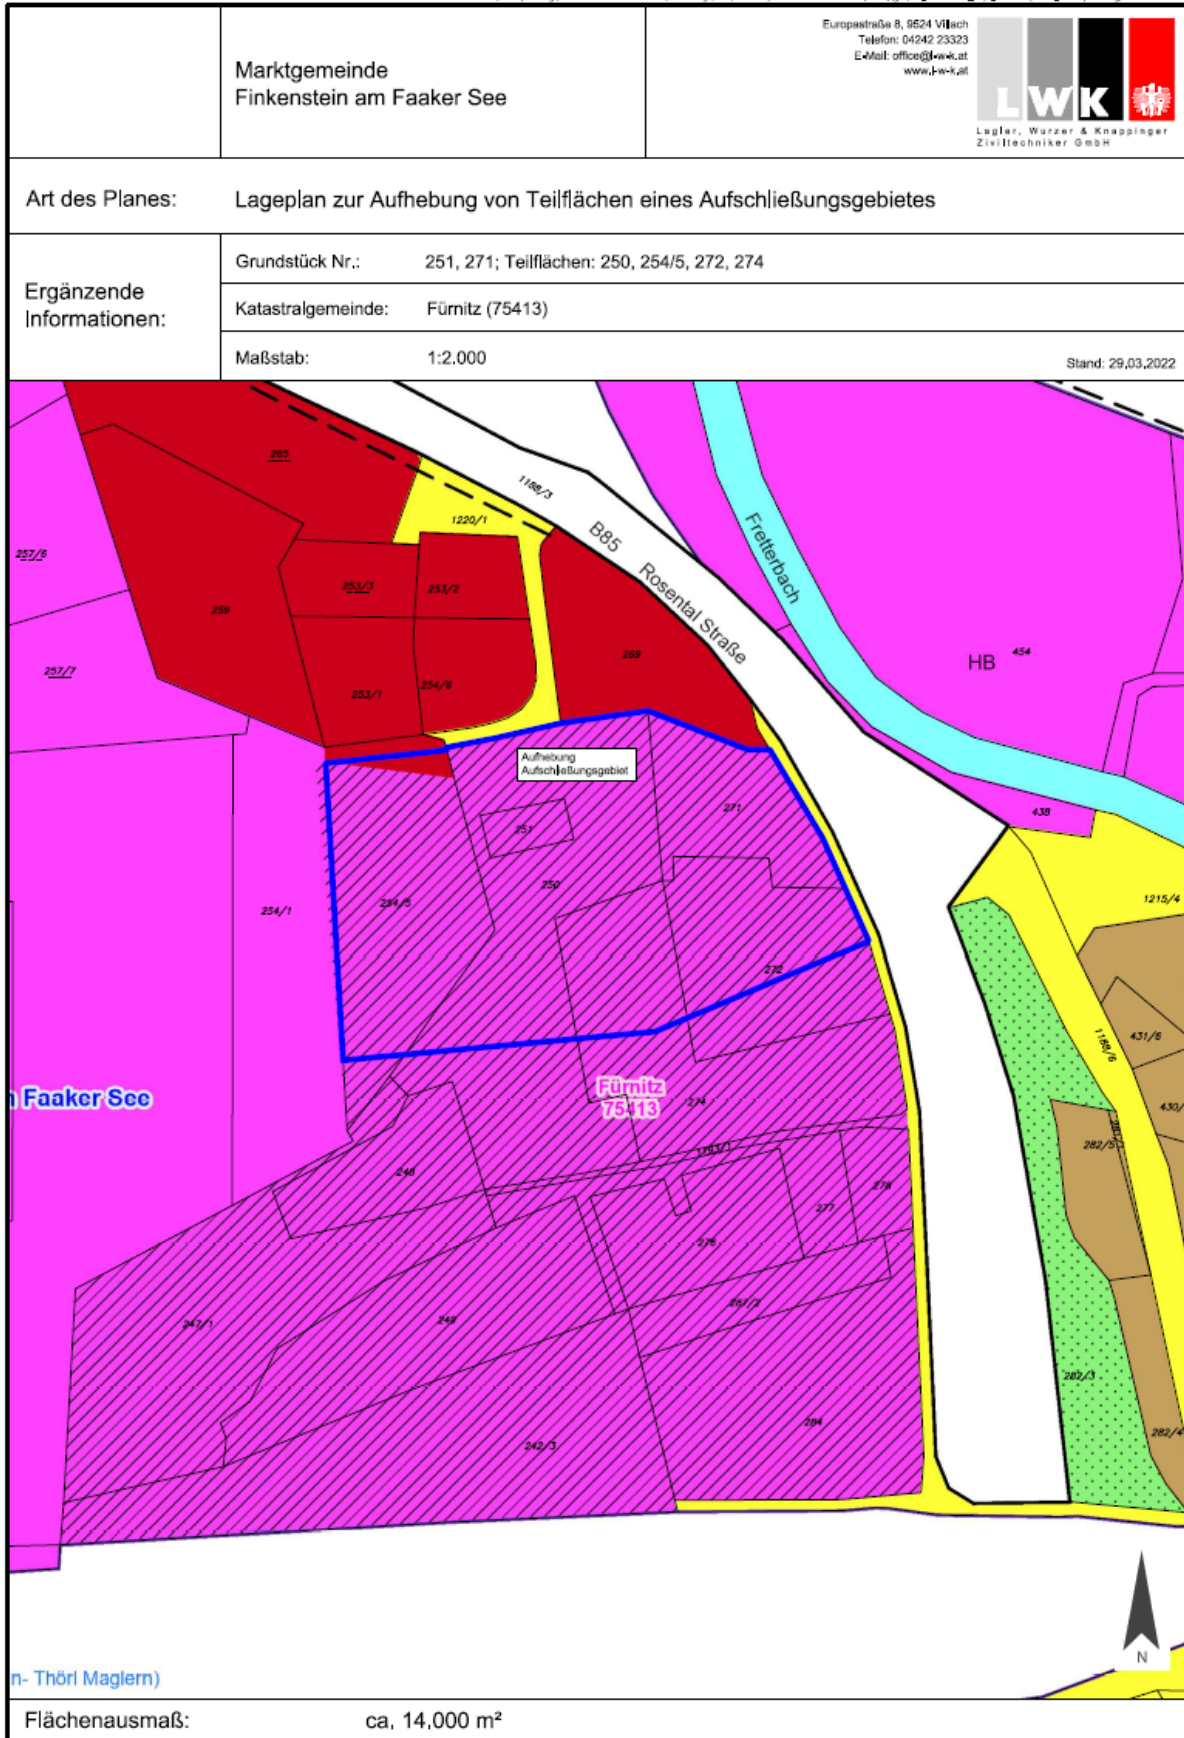 Marktgemeinde
Finkenstein am Faaker See
Europastraße 8, 9524 Villach
Telefon: 04242 23323
E-Mail: office@l-w-k.at
www.l-w-k.at
LWK
Lagler, Wurzer & Knappinger
Ziviltechniker GmbH
Art des Planes: Lageplan zur Aufhebung von Teilflächen eines Aufschließungsgebietes
Ergänzende
Informationen:
Grundstück Nr.: 251, 271; Teilflächen: 250, 254/5, 272, 274
Katastralgemeinde: Fürnitz (75413)
Maßstab: 1:2.000
Stand: 29.03.2022
265
1188/3
1220/1
B85 Rosental Straße
Fretterbach
257/6
253/3
253/2
259
269
HB 454
257/7
253/1
254/6
Aufhebung
Aufschließungsgebiet
271
438
251
250
254/1
254/5
1215/4
272
1188/6
431/6
Faaker See
Fürnitz
75413
274
430/
282/5
248
278
277
276
247/1
249
287/2
282/3
284
282/4
242/3
N
n- Thörl Maglern)
Flächenausmaß: ca. 14.000 m²